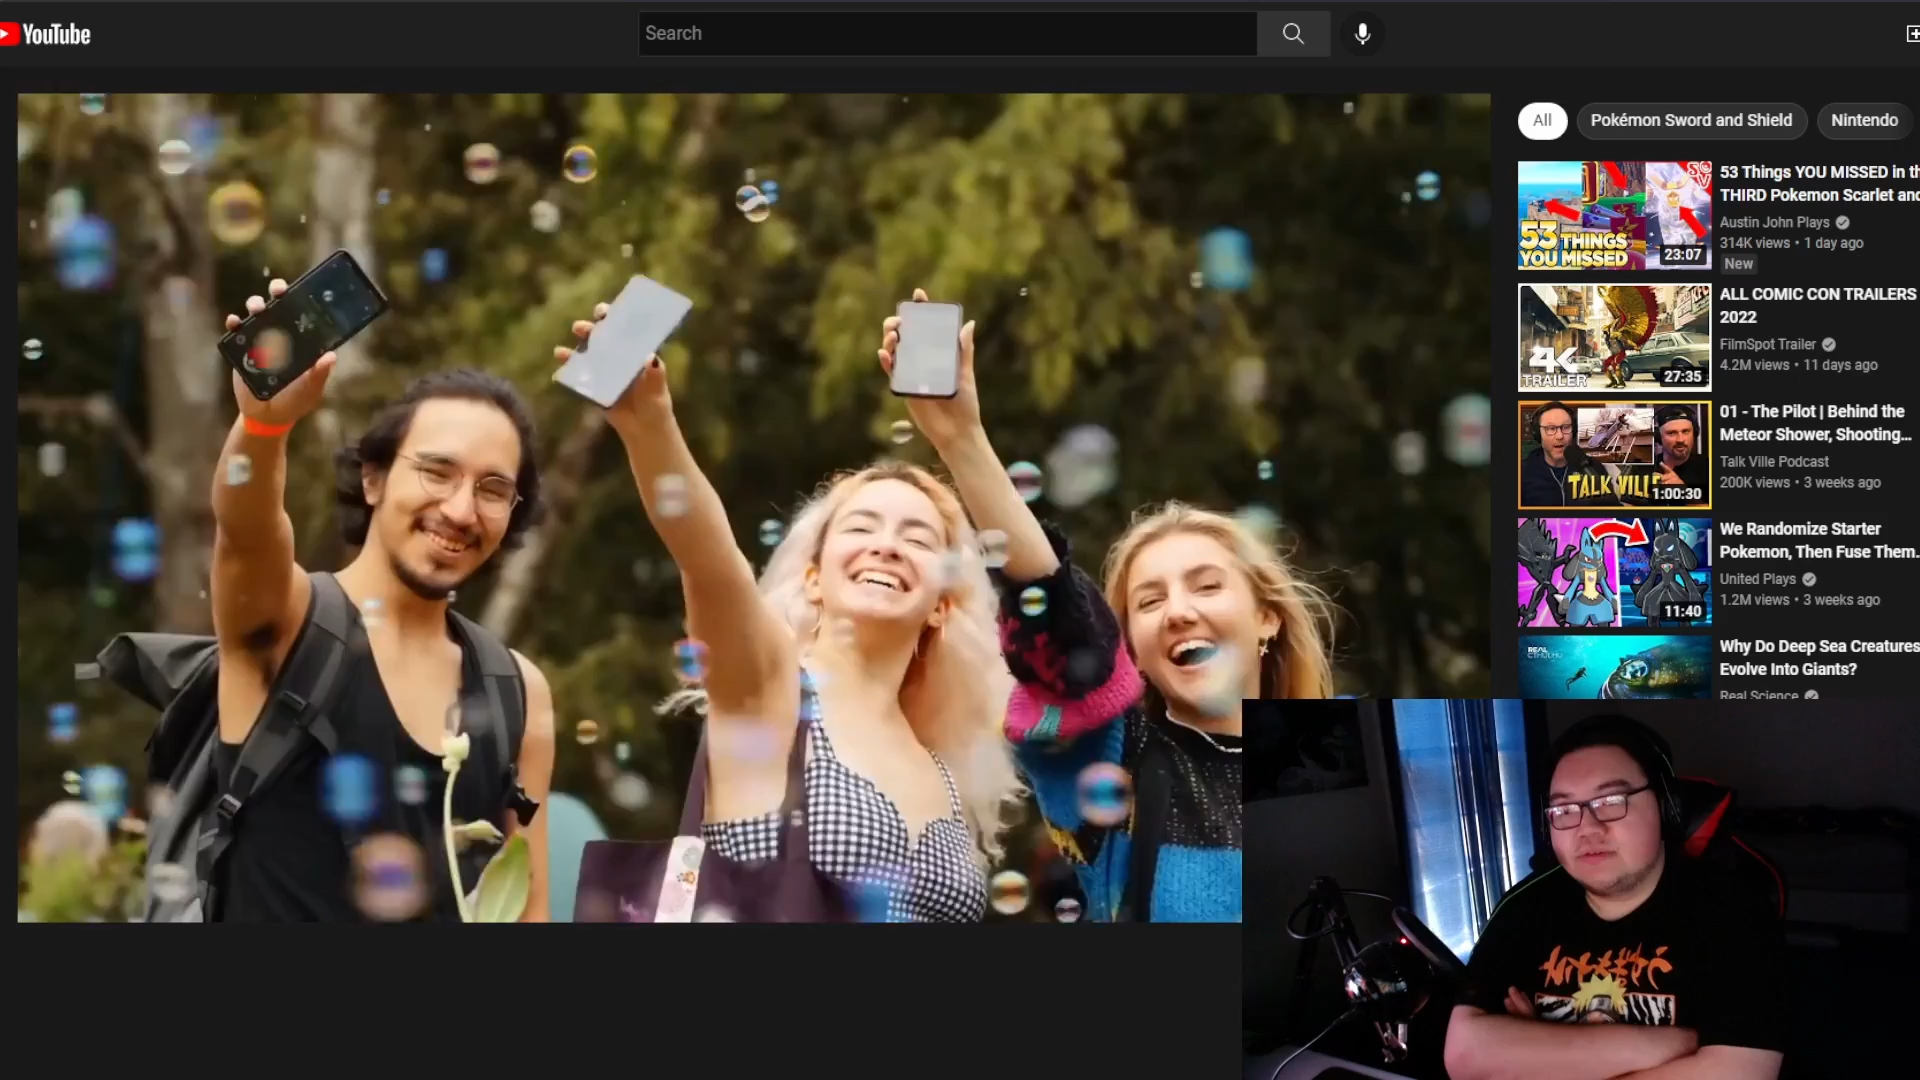 YouTube
Search
All
Pokémon Sword and Shield
Nintendo
53 THINGS
YOU MISSED
23:07
53 Things YOU MISSED in th
THIRD Pokemon Scarlet and
Austin John Plays
314K views • 1 day ago
New
4K
TRAILER
27:35
ALL COMIC CON TRAILERS
2022
FilmSpot Trailer
4.2M views • 11 days ago
TALK VILL
1:00:30
01 - The Pilot | Behind the
Meteor Shower, Shooting...
Talk Ville Podcast
200K views • 3 weeks ago
11:40
We Randomize Starter
Pokemon, Then Fuse Them...
United Plays
1.2M views • 3 weeks ago
REAL
Why Do Deep Sea Creatures
Evolve Into Giants?
Real Science